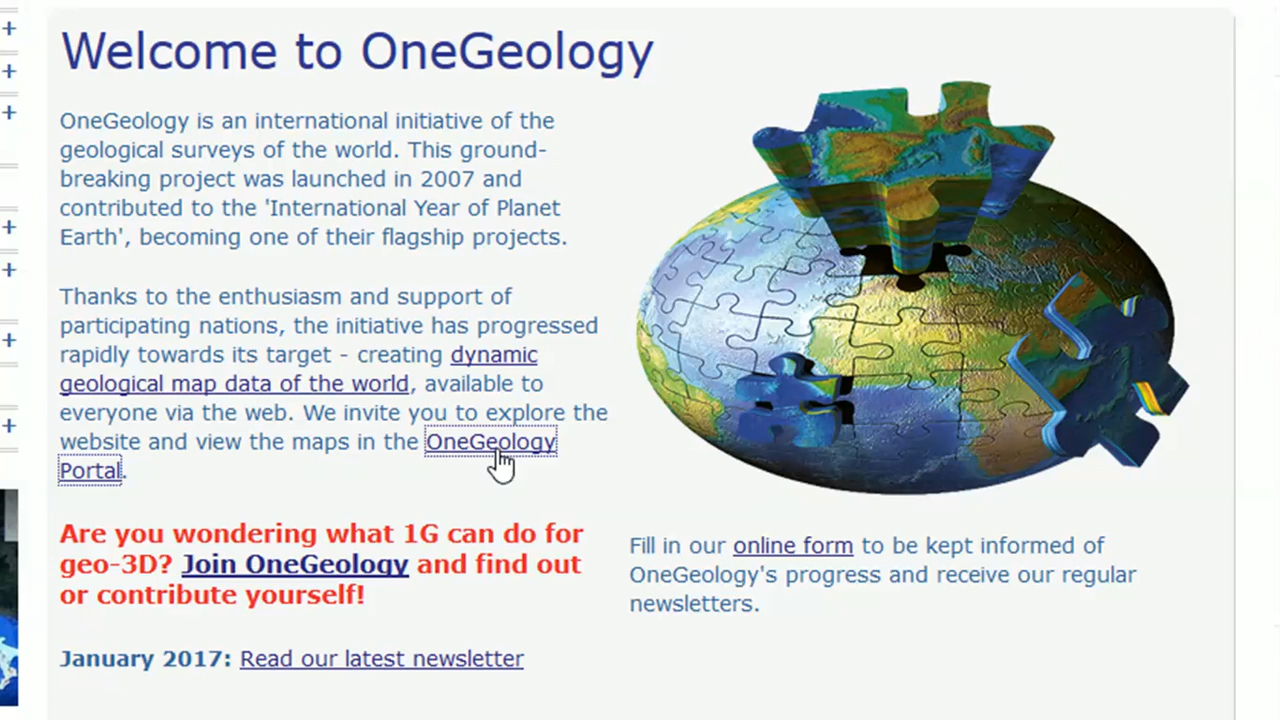 Welcome to OneGeology
OneGeology is an international initiative of the
geological surveys of the world. This ground-
breaking project was launched in 2007 and
contributed to the 'International Year of Planet
Earth', becoming one of their flagship projects.
Thanks to the enthusiasm and support of
participating nations, the initiative has progressed
rapidly towards its target - creating dynamic
geological map data of the world, available to
everyone via the web. We invite you to explore the
website and view the maps in the OneGeology
Portal.
Are you wondering what 1G can do for
geo-3D? Join OneGeology and find out
or contribute yourself!
January 2017: Read our latest newsletter
Fill in our online form to be kept informed of
OneGeology's progress and receive our regular
newsletters.